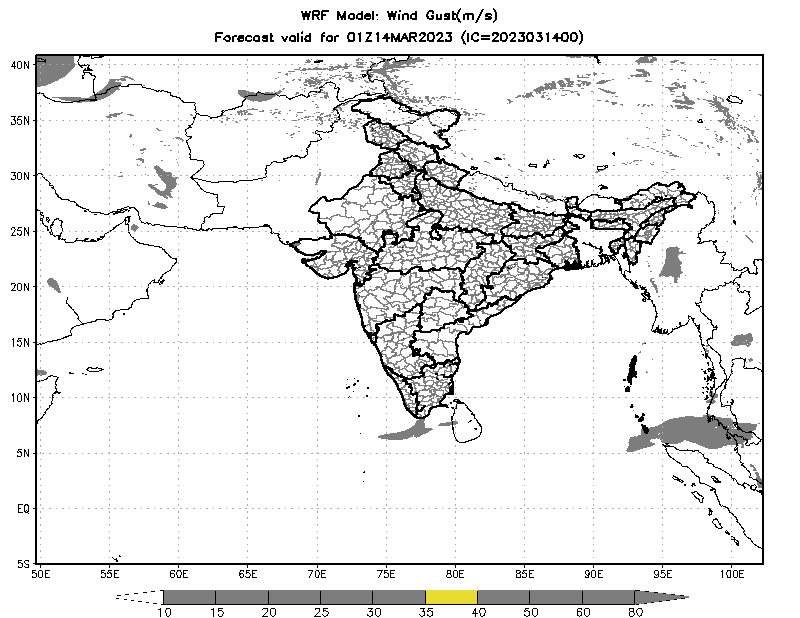 WRF Model: Wind Gust(m/s)
Forecast valid for 01Z14MAR2023 (IC=2023031400)
40N
35N
30N
25N
20N
15N
10N
5N
EQ
5S
50E 55E 60E 65E 70E 75E 80E 85E 90E 95E 100E
10 15 20 25 30 35 40 50 60 80